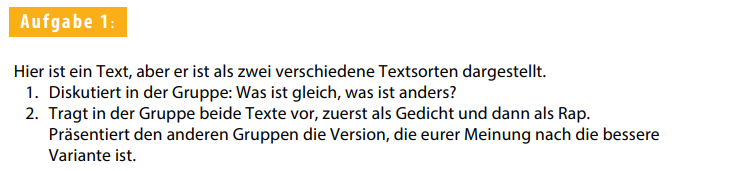 Aufgabe 1:
Hier ist ein Text, aber er ist als zwei verschiedene Textsorten dargestellt.
1. Diskutiert in der Gruppe: Was ist gleich, was ist anders?
2. Tragt in der Gruppe beide Texte vor, zuerst als Gedicht und dann als Rap.
Präsentiert den anderen Gruppen die Version, die eurer Meinung nach die bessere
Variante ist.